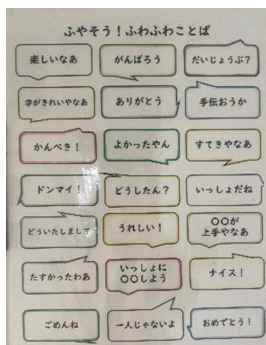 ふやそう！ふわふわことば
楽しいなあ
がんばろう
だいじょうぶ？
字がきれいやなあ
ありがとう
手伝おうか
かんぺき！
よかったやん
すてきやなあ
ドンマイ！
どうしたん？
いっしょだね
どういたしまして
うれしい！
〇〇が
上手やなあ
たすかったわあ
いっしょに
〇〇しよう
ナイス！
ごめんね
一人じゃないよ
おめでとう！